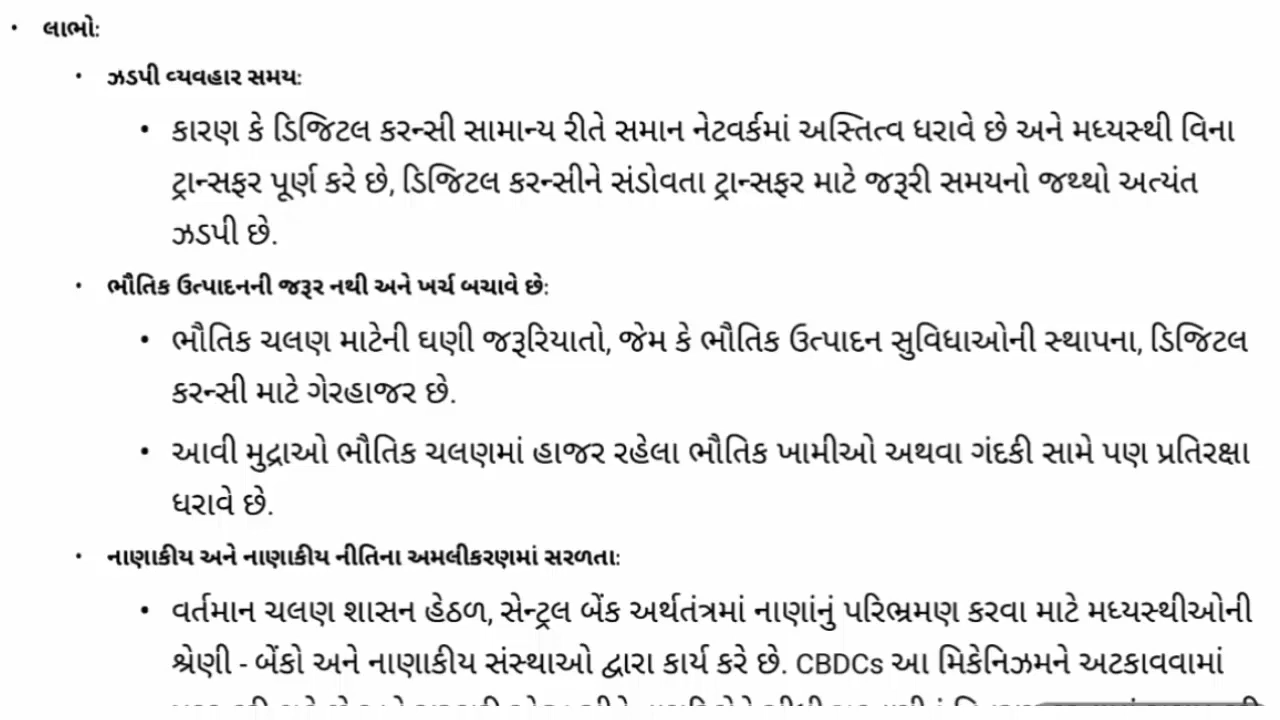 • લાભો:
• ઝડપી વ્યવહાર સમય:
• કારણ કે ડિજિટલ કરન્સી સામાન્ય રીતે સમાન નેટવર્કમાં અસ્તિત્વ ધરાવે છે અને મધ્યસ્થી વિના
ટ્રાન્સફર પૂર્ણ કરે છે, ડિજિટલ કરન્સીને સંડોવતા ટ્રાન્સફર માટે જરૂરી સમયનો જથ્થો અત્યંત
ઝડપી છે.
• ભૌતિક ઉત્પાદનની જરૂર નથી અને ખર્ચ બચાવે છે:
• ભૌતિક ચલણ માટેની ઘણી જરૂરિયાતો, જેમ કે ભૌતિક ઉત્પાદન સુવિધાઓની સ્થાપના, ડિજિટલ
કરન્સી માટે ગેરહાજર છે.
• આવી મુદ્રાઓ ભૌતિક ચલણમાં હાજર રહેલા ભૌતિક ખામીઓ અથવા ગંદકી સામે પણ પ્રતિરક્ષા
ધરાવે છે.
• નાણાકીય અને નાણાકીય નીતિના અમલીકરણમાં સરળતા:
• વર્તમાન ચલણ શાસન હેઠળ, સેન્ટ્રલ બેંક અર્થતંત્રમાં નાણાંનું પરિભ્રમણ કરવા માટે મધ્યસ્થીઓની
શ્રેણી - બેંકો અને નાણાકીય સંસ્થાઓ દ્વારા કાર્ય કરે છે. CBDCs આ મિકેનિઝમને અટકાવવામાં